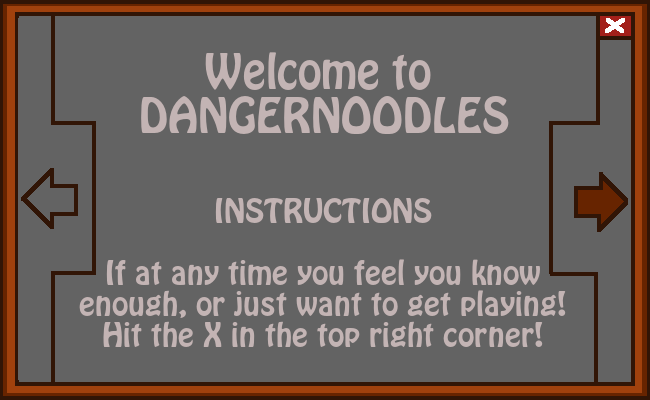 Welcome to
DANGERNOODLES
INSTRUCTIONS
If at any time you feel you know
enough, or just want to get playing!
Hit the X in the top right corner!